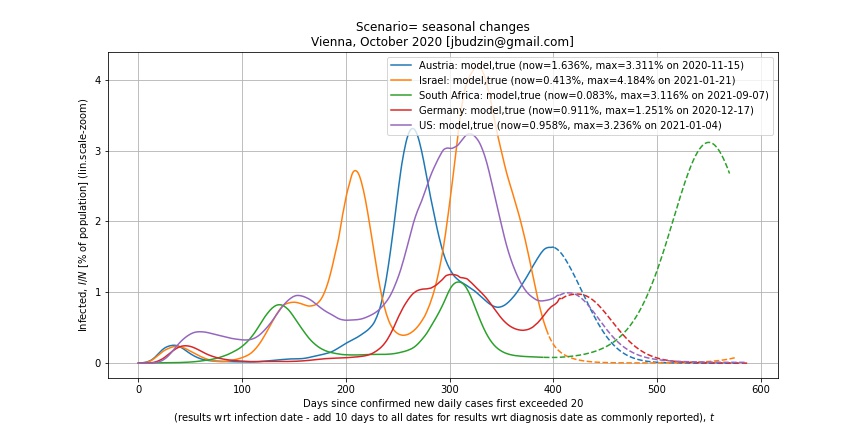 Scenario= seasonal changes
Vienna, October 2020 [jbudzin@gmail.com]
Austria: model,true (now=1.636%, max=3.311% on 2020-11-15)
Israel: model,true (now=0.413%, max=4.184% on 2021-01-21)
South Africa: model,true (now=0.083%, max=3.116% on 2021-09-07)
Germany: model,true (now=0.911%, max=1.251% on 2020-12-17)
US: model,true (now=0.958%, max=3.236% on 2021-01-04)
Infected, I/N [% of population] (lin.scale-zoom)
4
3
2
1
0
0 100 200 300 400 500 600
Days since confirmed new daily cases first exceeded 20
(results wrt infection date - add 10 days to all dates for results wrt diagnosis date as commonly reported), t